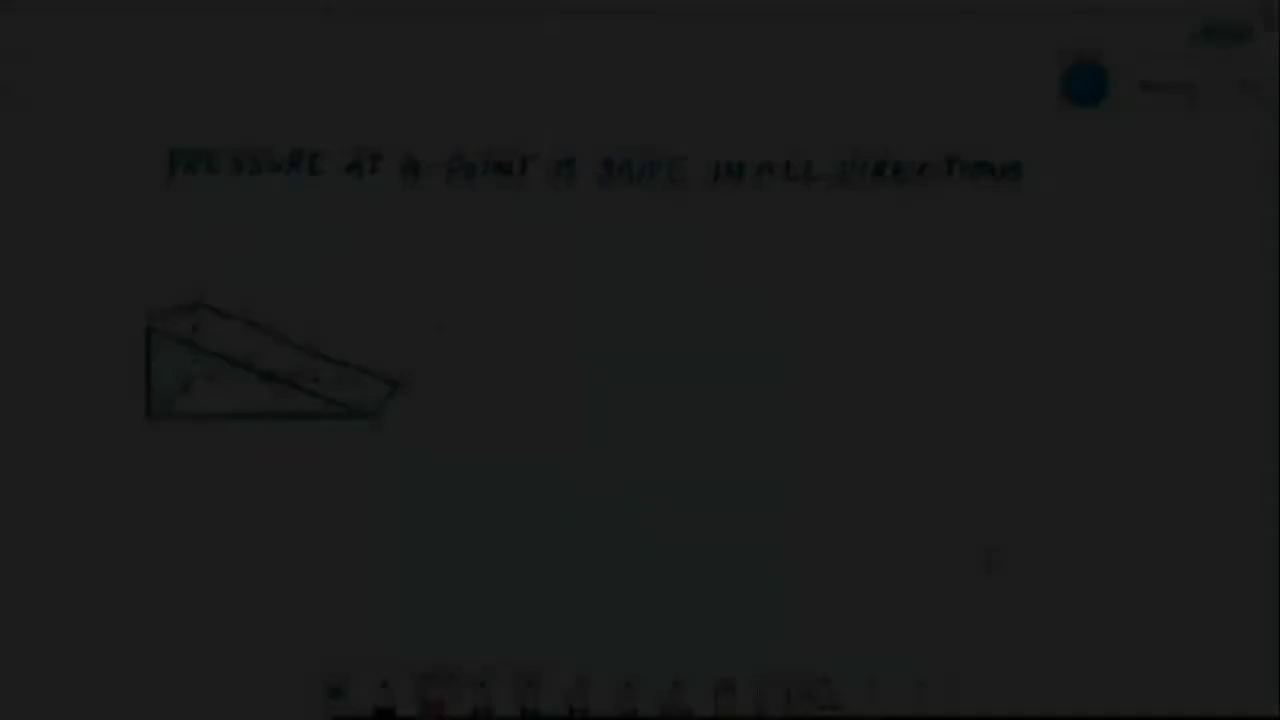 PRESSURE AT A POINT IS SAME IN ALL DIRECTIONS